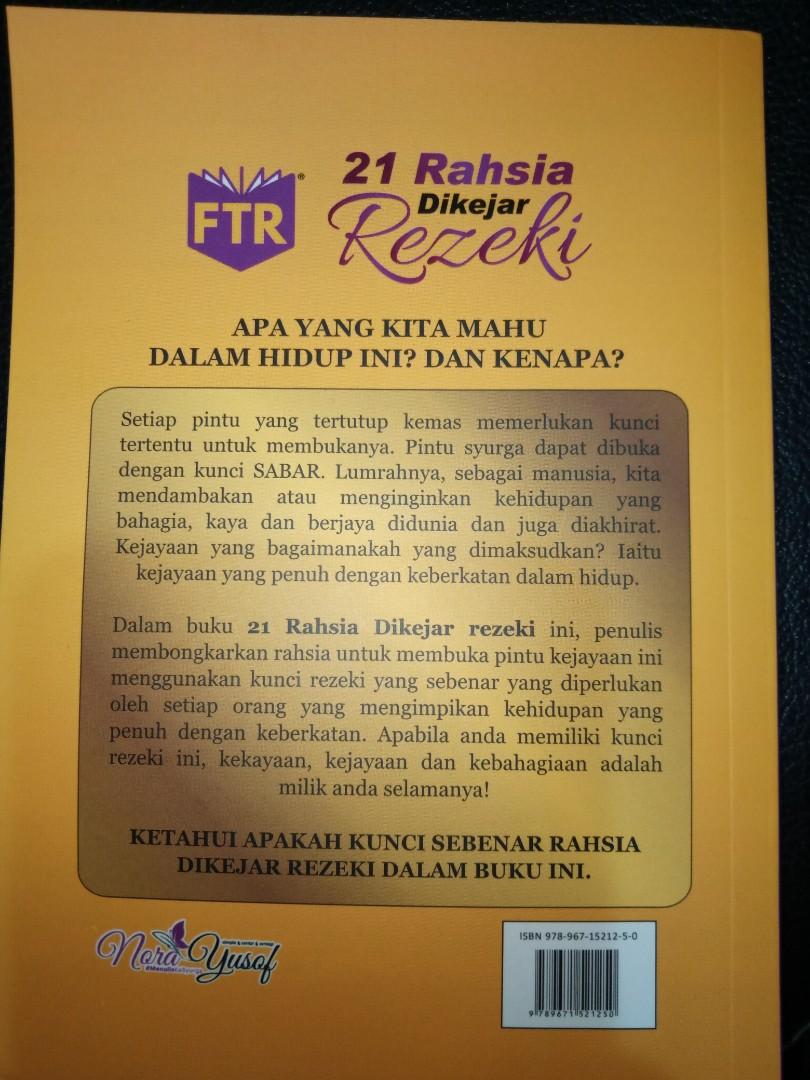 FTR®
21 Rahsia
Dikejar
Rezeki
APA YANG KITA MAHU
DALAM HIDUP INI? DAN KENAPA?
Setiap pintu yang tertutup kemas memerlukan kunci
tertentu untuk membukanya. Pintu syurga dapat dibuka
dengan kunci SABAR. Lumrahnya, sebagai manusia, kita
mendambakan atau menginginkan kehidupan yang
bahagia, kaya dan berjaya didunia dan juga diakhirat.
Kejayaan yang bagaimanakah yang dimaksudkan? Iaitu
kejayaan yang penuh dengan keberkatan dalam hidup.
Dalam buku 21 Rahsia Dikejar rezeki ini, penulis
membongkarkan rahsia untuk membuka pintu kejayaan ini
menggunakan kunci rezeki yang sebenar yang diperlukan
oleh setiap orang yang mengimpikan kehidupan yang
penuh dengan keberkatan. Apabila anda memiliki kunci
rezeki ini, kekayaan, kejayaan dan kebahagiaan adalah
milik anda selamanya!
KETAHUI APAKAH KUNCI SEBENAR RAHSIA
DIKEJAR REZEKI DALAM BUKU INI.
Nora Yusof
#MenulisKeSyurga
ISBN 978-967-15212-5-0
9 789671 521250